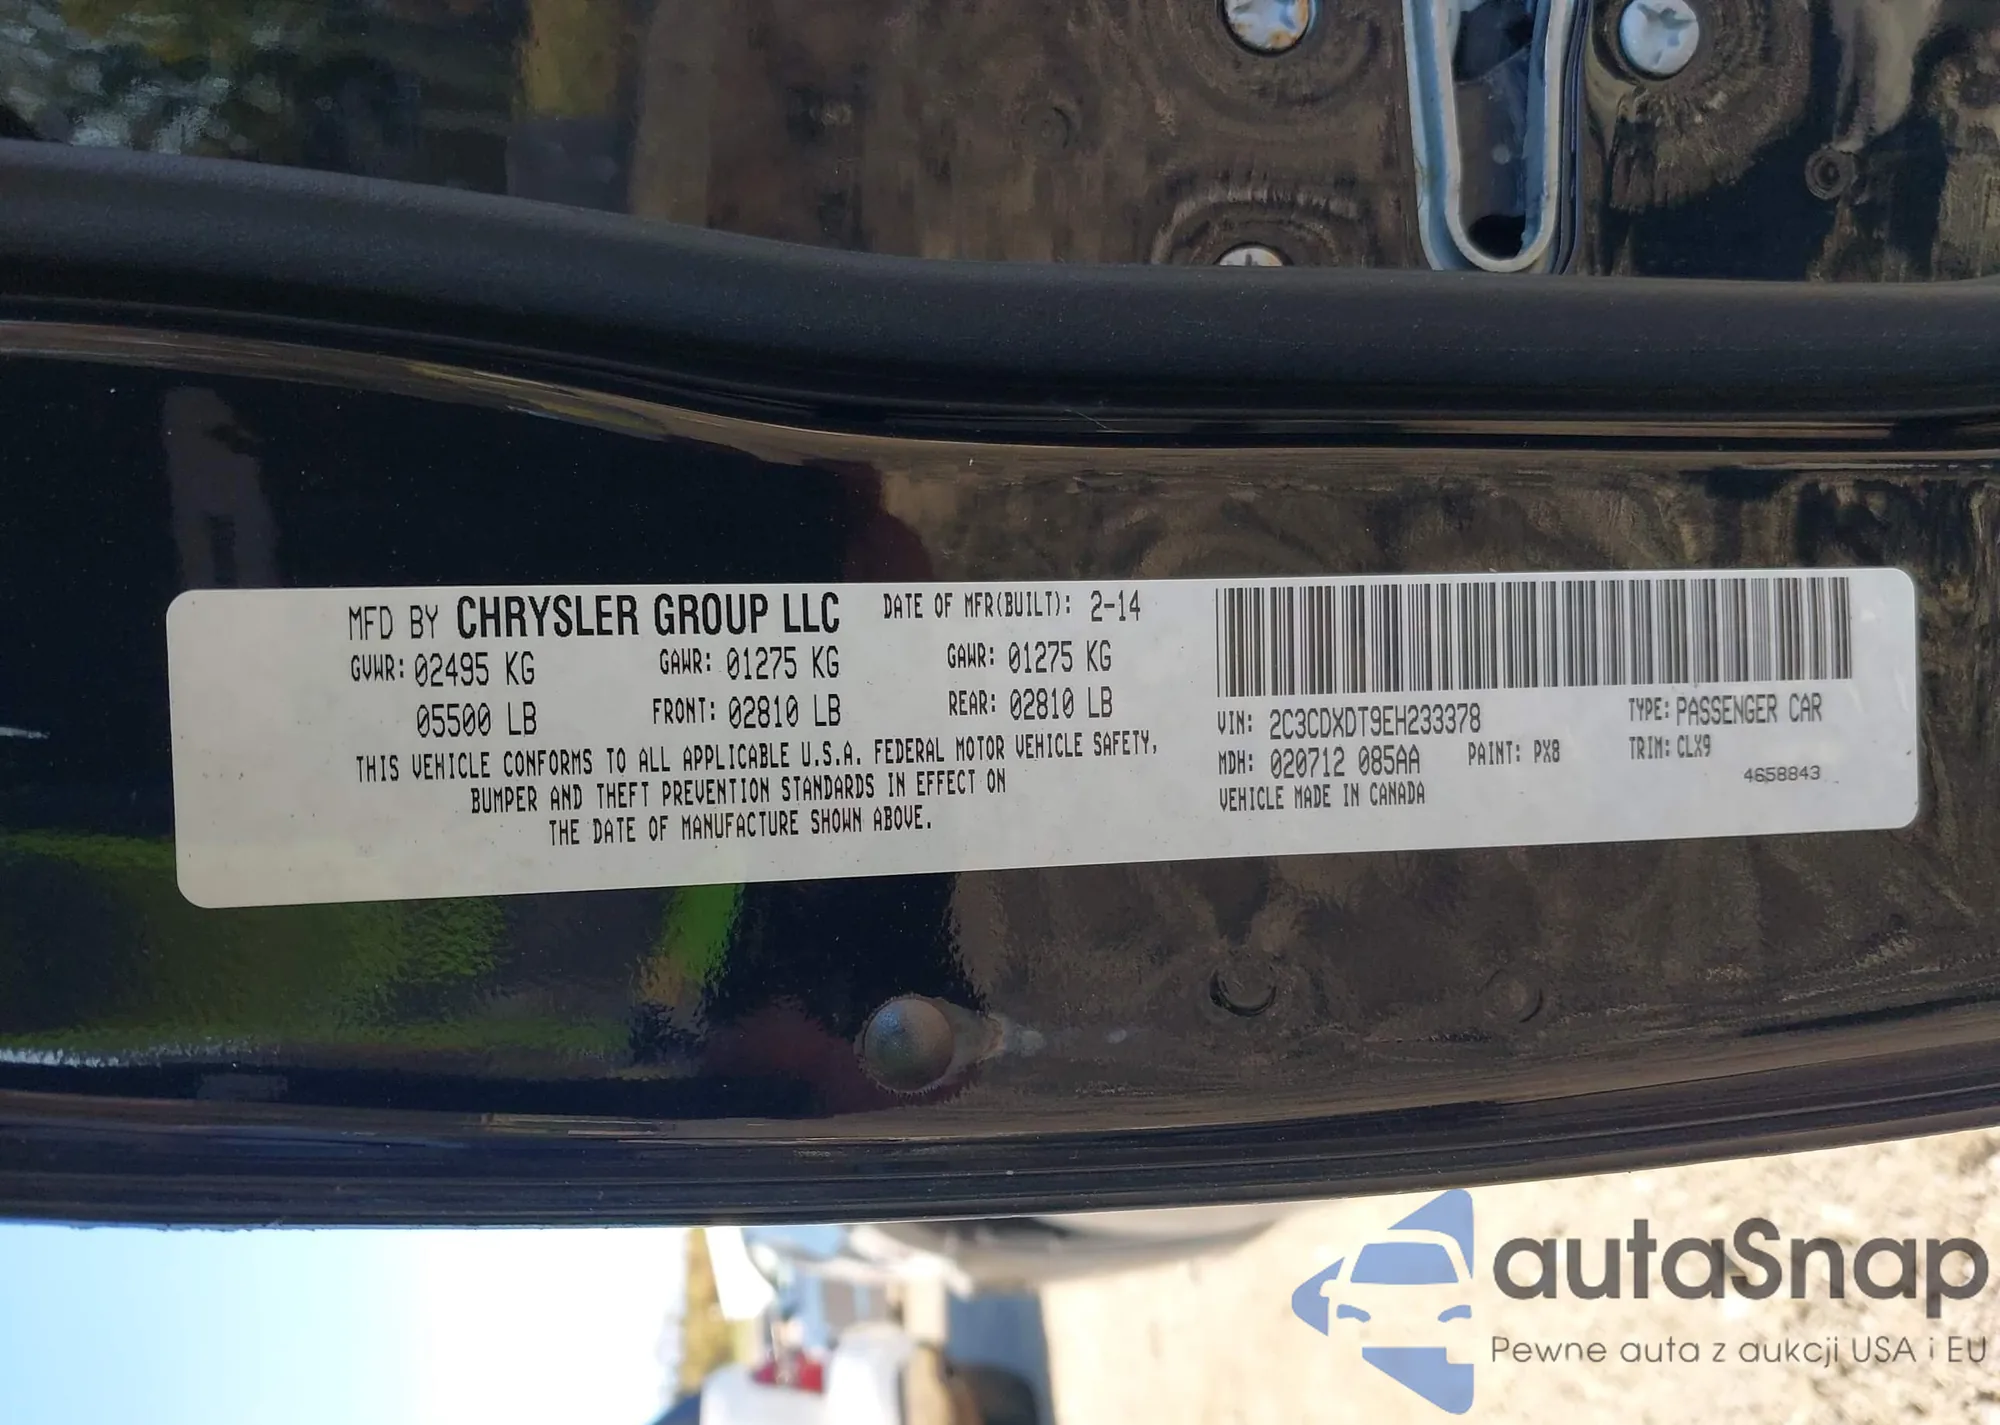 MFD BY CHRYSLER GROUP LLC DATE OF MFR(BUILT): 2-14
GVWR: 02495 KG GAWR: 01275 KG GAWR: 01275 KG
05500 LB FRONT: 02810 LB REAR: 02810 LB
THIS VEHICLE CONFORMS TO ALL APPLICABLE U.S.A. FEDERAL MOTOR VEHICLE SAFETY,
BUMPER AND THEFT PREVENTION STANDARDS IN EFFECT ON
THE DATE OF MANUFACTURE SHOWN ABOVE.
VIN: 2C3CDXDT9EH233378 TYPE: PASSENGER CAR
MDH: 020712 085AA PAINT: PX8 TRIM: CLX9
VEHICLE MADE IN CANADA 4658843
autaSnap
Pewne auta z aukcji USA i EU